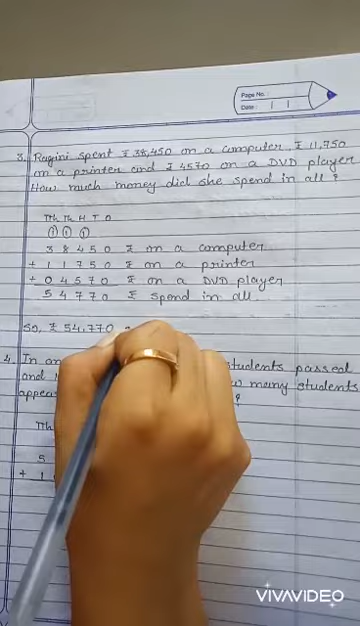 Page No.:
Date:
3. Ragini spent ₹ 38,450 on a computer, ₹ 11,750
on a printer and ₹ 4570 on a DVD player
How much money did she spend in all ?
TTh Th H T O
① ① ①
3 8 4 5 0 ₹ on a computer
+ 1 1 7 5 0 ₹ on a printer
+ 0 4 5 7 0 ₹ on a DVD player
5 4 7 7 0 ₹ spend in all.
So, ₹ 54,770
4. In an students passed
and many students
appea ?
5
+ 1
VIVAVIDEO